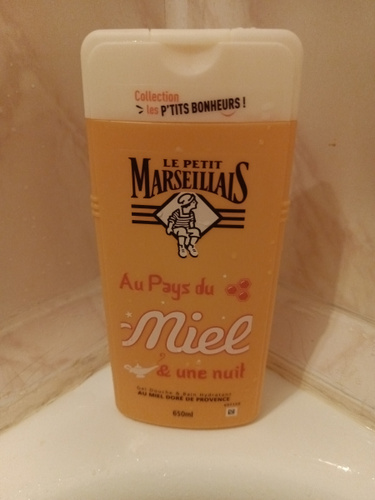 Collection
les P'TITS BONHEURS !
LE PETIT
MARSEILLAIS
Au Pays du
Miel
& une nuit
Gel Douche & Bain Hydratant
AU MIEL DORÉ DE PROVENCE
650ml